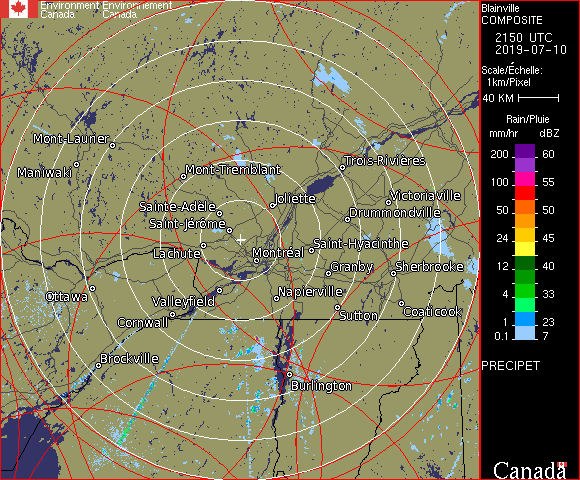 Environment Environnement
Canada Canada
Blainville
COMPOSITE
2150 UTC
2019-07-10
Scale/Échelle:
1km/Pixel
40 KM
Rain/Pluie
mm/hr dBZ
200 60
150 57
100 55
50 50
24 45
12 40
4 33
1 23
0.1 7
PRECIPET
Canada
Mont-Laurier
Maniwaki
Mont-Tremblant
Trois-Rivières
Joliette
Victoriaville
Sainte-Adèle
Drummondville
Saint-Jérôme
Lachute
Montréal
Saint-Hyacinthe
Granby
Sherbrooke
Ottawa
Valleyfield
Napierville
Cornwall
Sutton
Coaticook
Brockville
Burlington